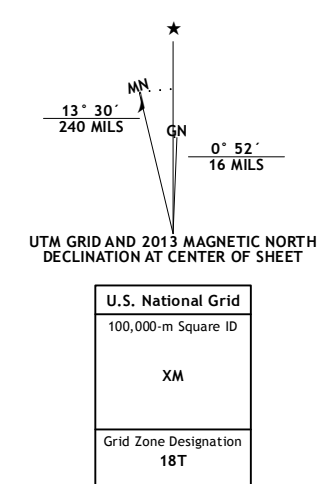 ★
MN
13° 30´
240 MILS
GN
0° 52´
16 MILS
UTM GRID AND 2013 MAGNETIC NORTH
DECLINATION AT CENTER OF SHEET
U.S. National Grid
100,000-m Square ID
XM
Grid Zone Designation
18T